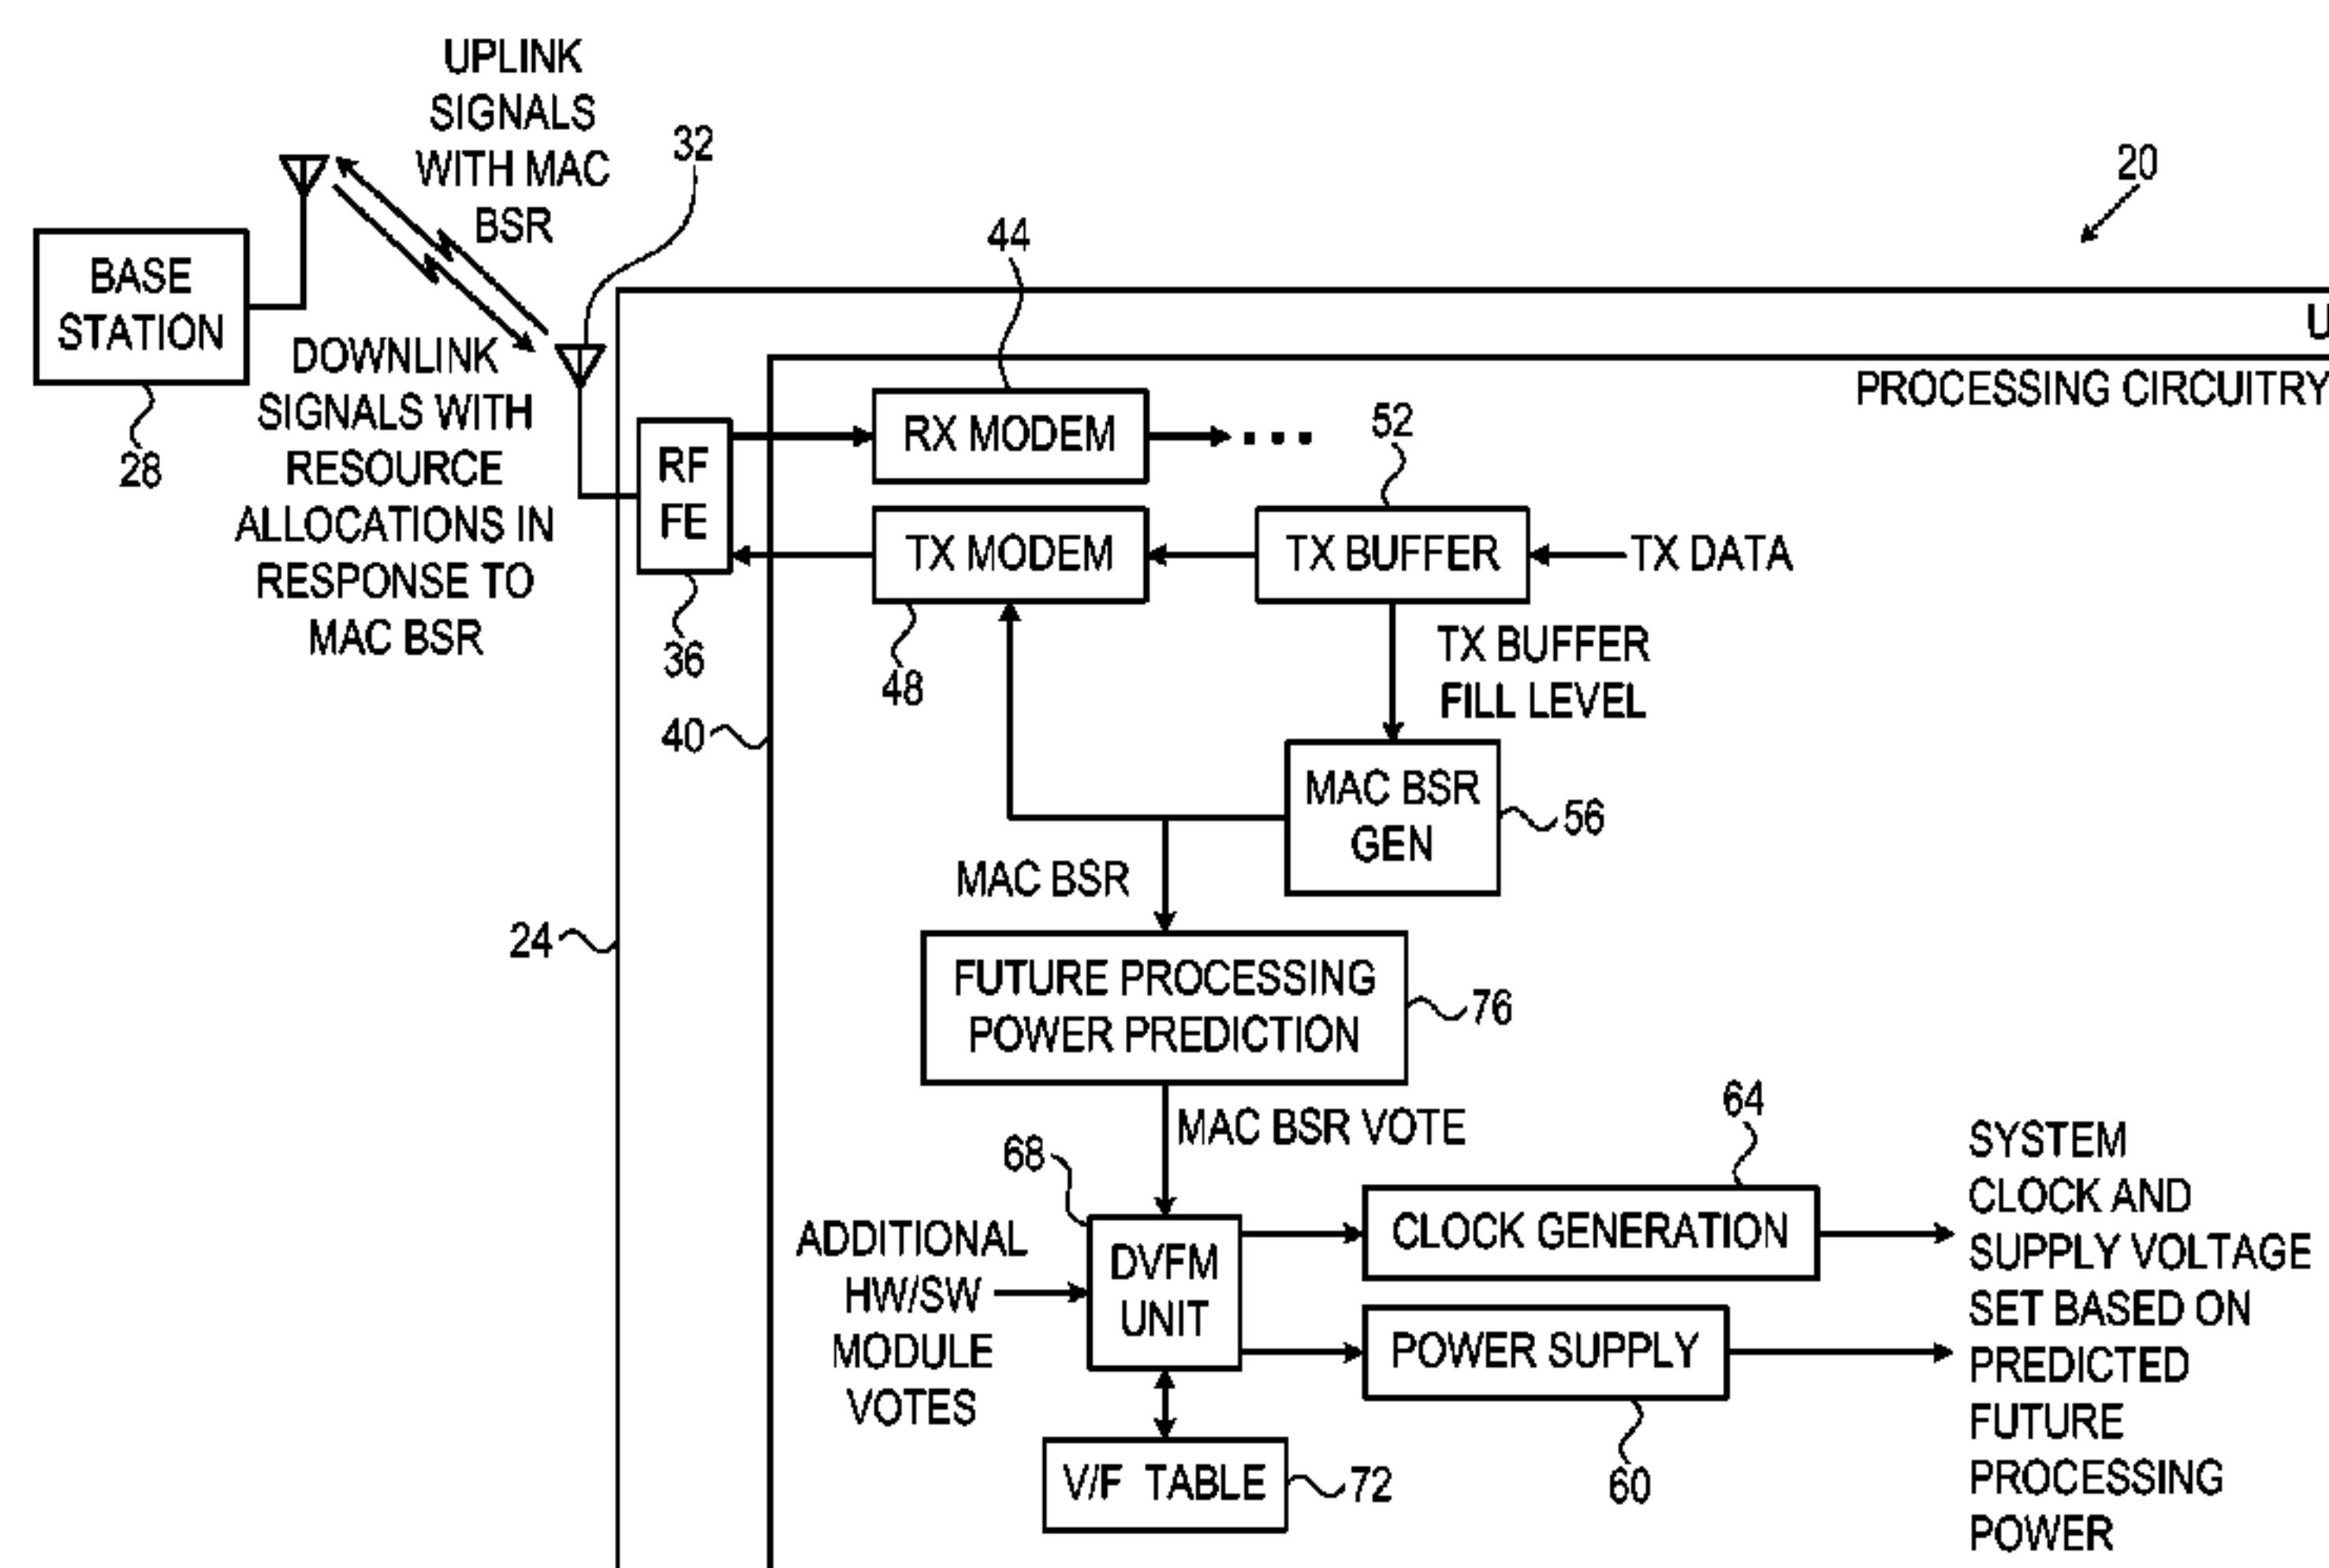 UPLINK
SIGNALS
WITH MAC
BSR
32
20
BASE
STATION
28
DOWNLINK
SIGNALS WITH
RESOURCE
ALLOCATIONS IN
RESPONSE TO
MAC BSR
44
U
PROCESSING CIRCUITRY
RF
FE
36
RX MODEM
...
52
TX MODEM
48
TX BUFFER
TX DATA
TX BUFFER
FILL LEVEL
40
MAC BSR
GEN
56
MAC BSR
24
FUTURE PROCESSING
POWER PREDICTION
76
MAC BSR VOTE
68
64
ADDITIONAL
HW/SW
MODULE
VOTES
DVFM
UNIT
CLOCK GENERATION
POWER SUPPLY
60
V/F TABLE
72
SYSTEM
CLOCK AND
SUPPLY VOLTAGE
SET BASED ON
PREDICTED
FUTURE
PROCESSING
POWER